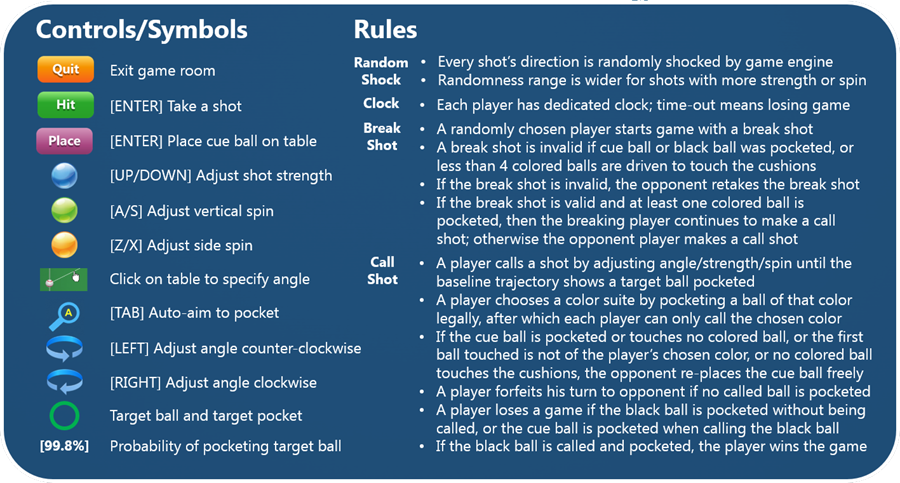 Controls/Symbols
Quit Exit game room
Hit [ENTER] Take a shot
Place [ENTER] Place cue ball on table
[UP/DOWN] Adjust shot strength
[A/S] Adjust vertical spin
[Z/X] Adjust side spin
Click on table to specify angle
A [TAB] Auto-aim to pocket
[LEFT] Adjust angle counter-clockwise
[RIGHT] Adjust angle clockwise
Target ball and target pocket
[99.8%] Probability of pocketing target ball
Rules
Random • Every shot's direction is randomly shocked by game engine
Shock • Randomness range is wider for shots with more strength or spin
Clock • Each player has dedicated clock; time-out means losing game
Break • A randomly chosen player starts game with a break shot
Shot • A break shot is invalid if cue ball or black ball was pocketed, or
less than 4 colored balls are driven to touch the cushions
• If the break shot is invalid, the opponent retakes the break shot
• If the break shot is valid and at least one colored ball is
pocketed, then the breaking player continues to make a call
shot; otherwise the opponent player makes a call shot
Call • A player calls a shot by adjusting angle/strength/spin until the
Shot baseline trajectory shows a target ball pocketed
• A player chooses a color suite by pocketing a ball of that color
legally, after which each player can only call the chosen color
• If the cue ball is pocketed or touches no colored ball, or the first
ball touched is not of the player's chosen color, or no colored ball
touches the cushions, the opponent re-places the cue ball freely
• A player forfeits his turn to opponent if no called ball is pocketed
• A player loses a game if the black ball is pocketed without being
called, or the cue ball is pocketed when calling the black ball
• If the black ball is called and pocketed, the player wins the game